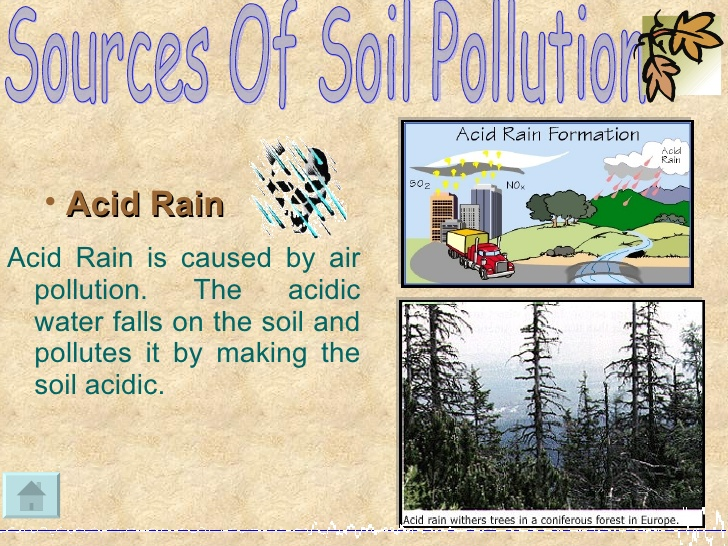 Sources Of Soil Pollution
• Acid Rain
Acid Rain is caused by air
pollution. The acidic
water falls on the soil and
pollutes it by making the
soil acidic.
Acid Rain Formation
Acid
Rain
SO2
NOx
Acid rain withers trees in a coniferous forest in Europe.